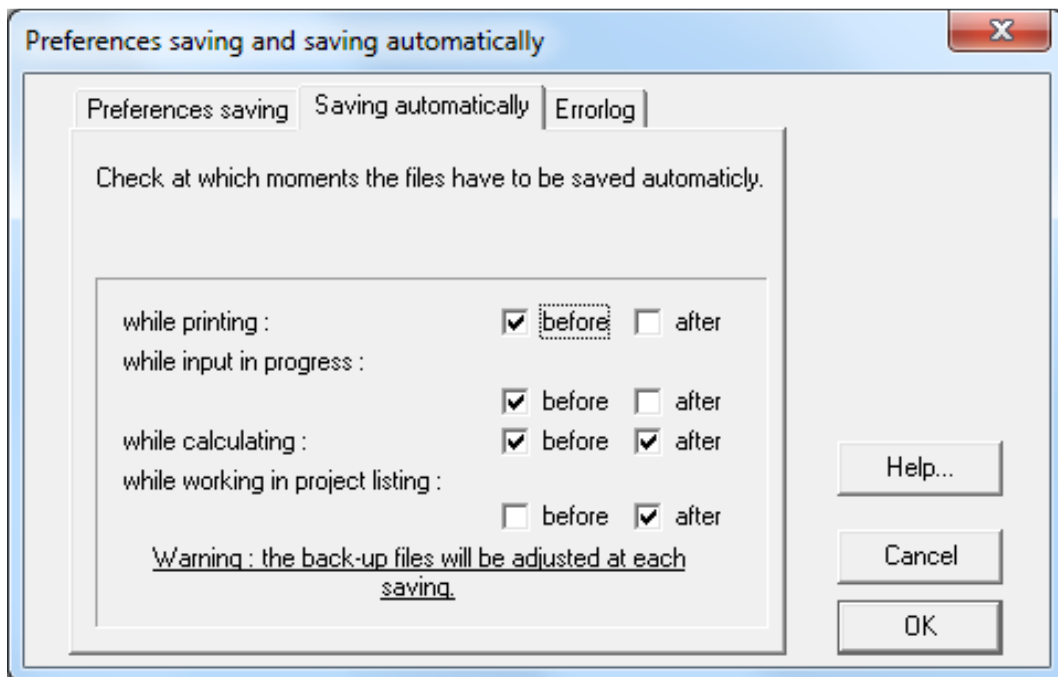 Preferences saving and saving automatically
Preferences saving Saving automatically Errorlog
Check at which moments the files have to be saved automaticly.
while printing : before after
while input in progress :
before after
while calculating : before after
while working in project listing :
before after
Warning : the back-up files will be adjusted at each
saving.
Help...
Cancel
OK